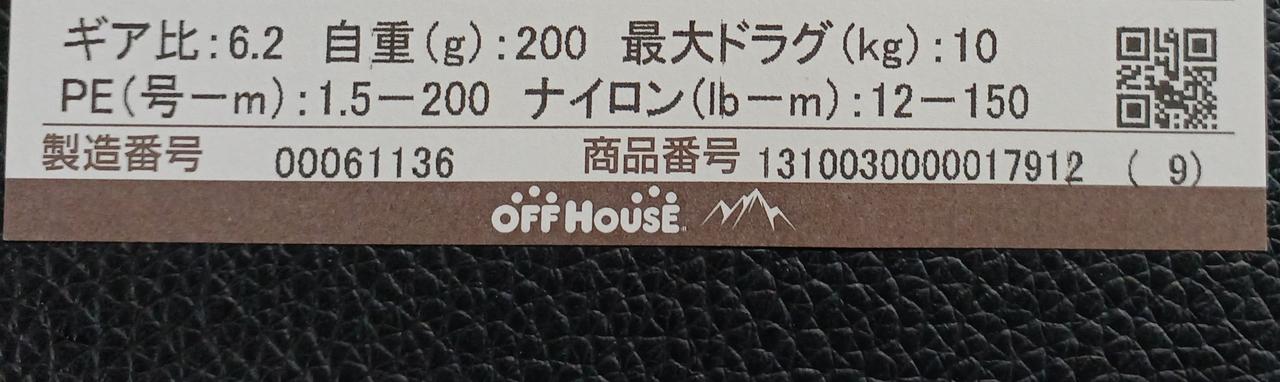 ギア比:6.2 自重(g):200 最大ドラグ(kg):10
PE(号ー m):1.5ー200 ナイロン(lbーm):12ー150
製造番号 00061136 商品番号 1310030000017912 ( 9)
OFF HOUSE